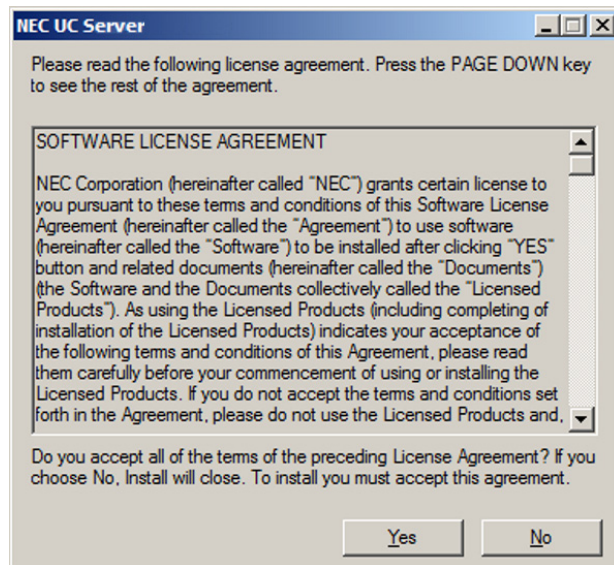 NEC UC Server
Please read the following license agreement. Press the PAGE DOWN key
to see the rest of the agreement.
SOFTWARE LICENSE AGREEMENT
NEC Corporation (hereinafter called "NEC") grants certain license to
you pursuant to these terms and conditions of this Software License
Agreement (hereinafter called the "Agreement") to use software
(hereinafter called the "Software") to be installed after clicking "YES"
button and related documents (hereinafter called the "Documents")
(the Software and the Documents collectively called the "Licensed
Products"). As using the Licensed Products (including completing of
installation of the Licensed Products) indicates your acceptance of
the following terms and conditions of this Agreement, please read
them carefully before your commencement of using or installing the
Licensed Products. If you do not accept the terms and conditions set
forth in the Agreement, please do not use the Licensed Products and,
Do you accept all of the terms of the preceding License Agreement? If you
choose No, Install will close. To install you must accept this agreement.
Yes
No